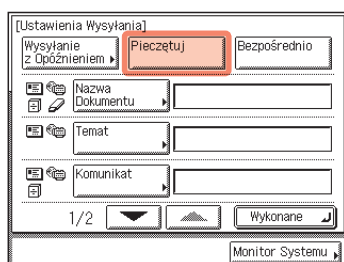 [Ustawienia Wysyłania]
Wysyłanie
z Opóźnieniem
Pieczętuj
Bezpośrednio
Nazwa
Dokumentu
Temat
Komunikat
1/2
Wykonane
Monitor Systemu